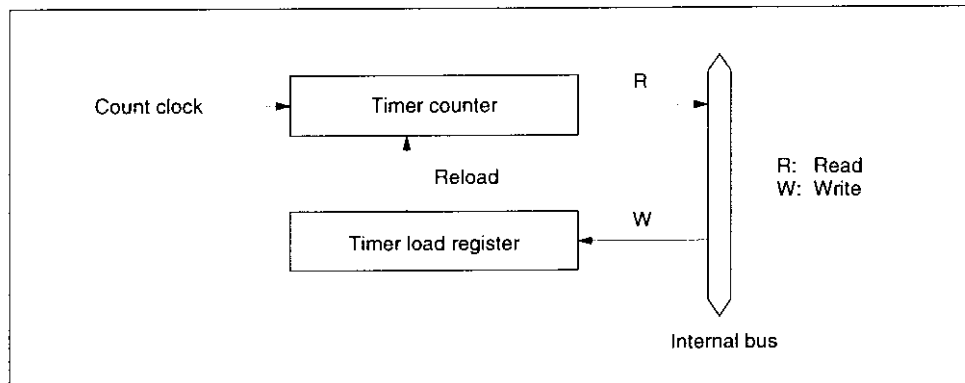 R
Count clock
Timer counter
Reload
R: Read
W: Write
W
Timer load register
Internal bus